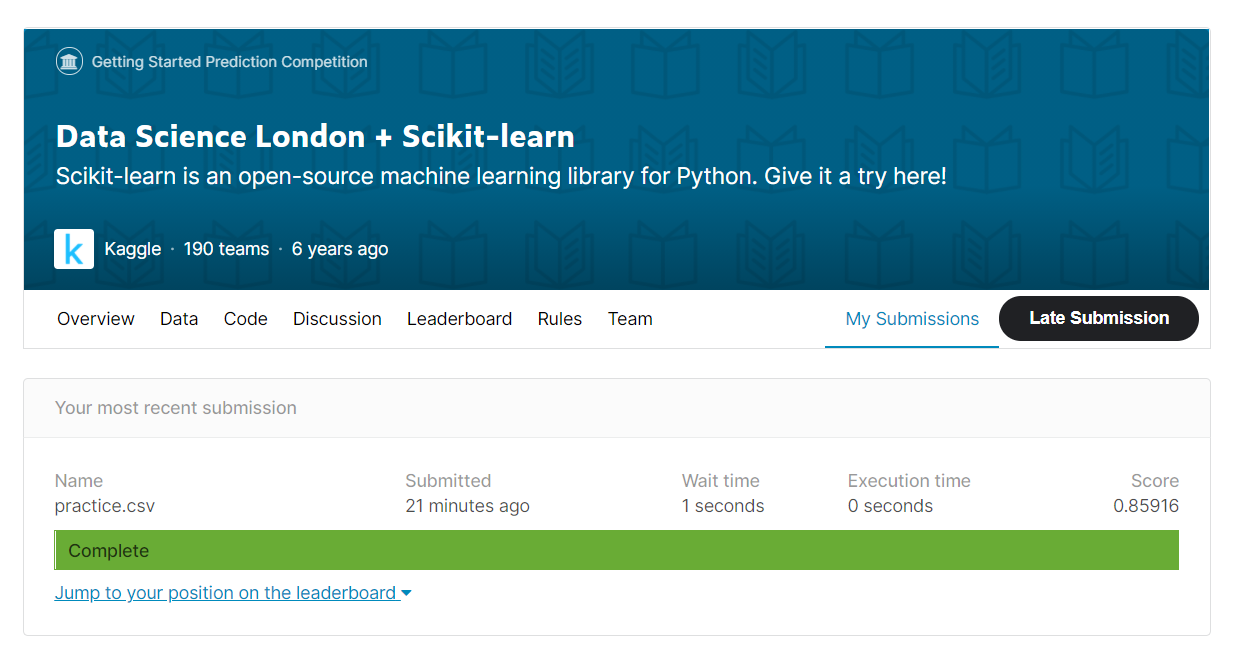 Getting Started Prediction Competition
Data Science London + Scikit-learn
Scikit-learn is an open-source machine learning library for Python. Give it a try here!
k
Kaggle · 190 teams · 6 years ago
Overview Data Code Discussion Leaderboard Rules Team My Submissions Late Submission
Your most recent submission
Name Submitted Wait time Execution time Score
practice.csv 21 minutes ago 1 seconds 0 seconds 0.85916
Complete
Jump to your position on the leaderboard